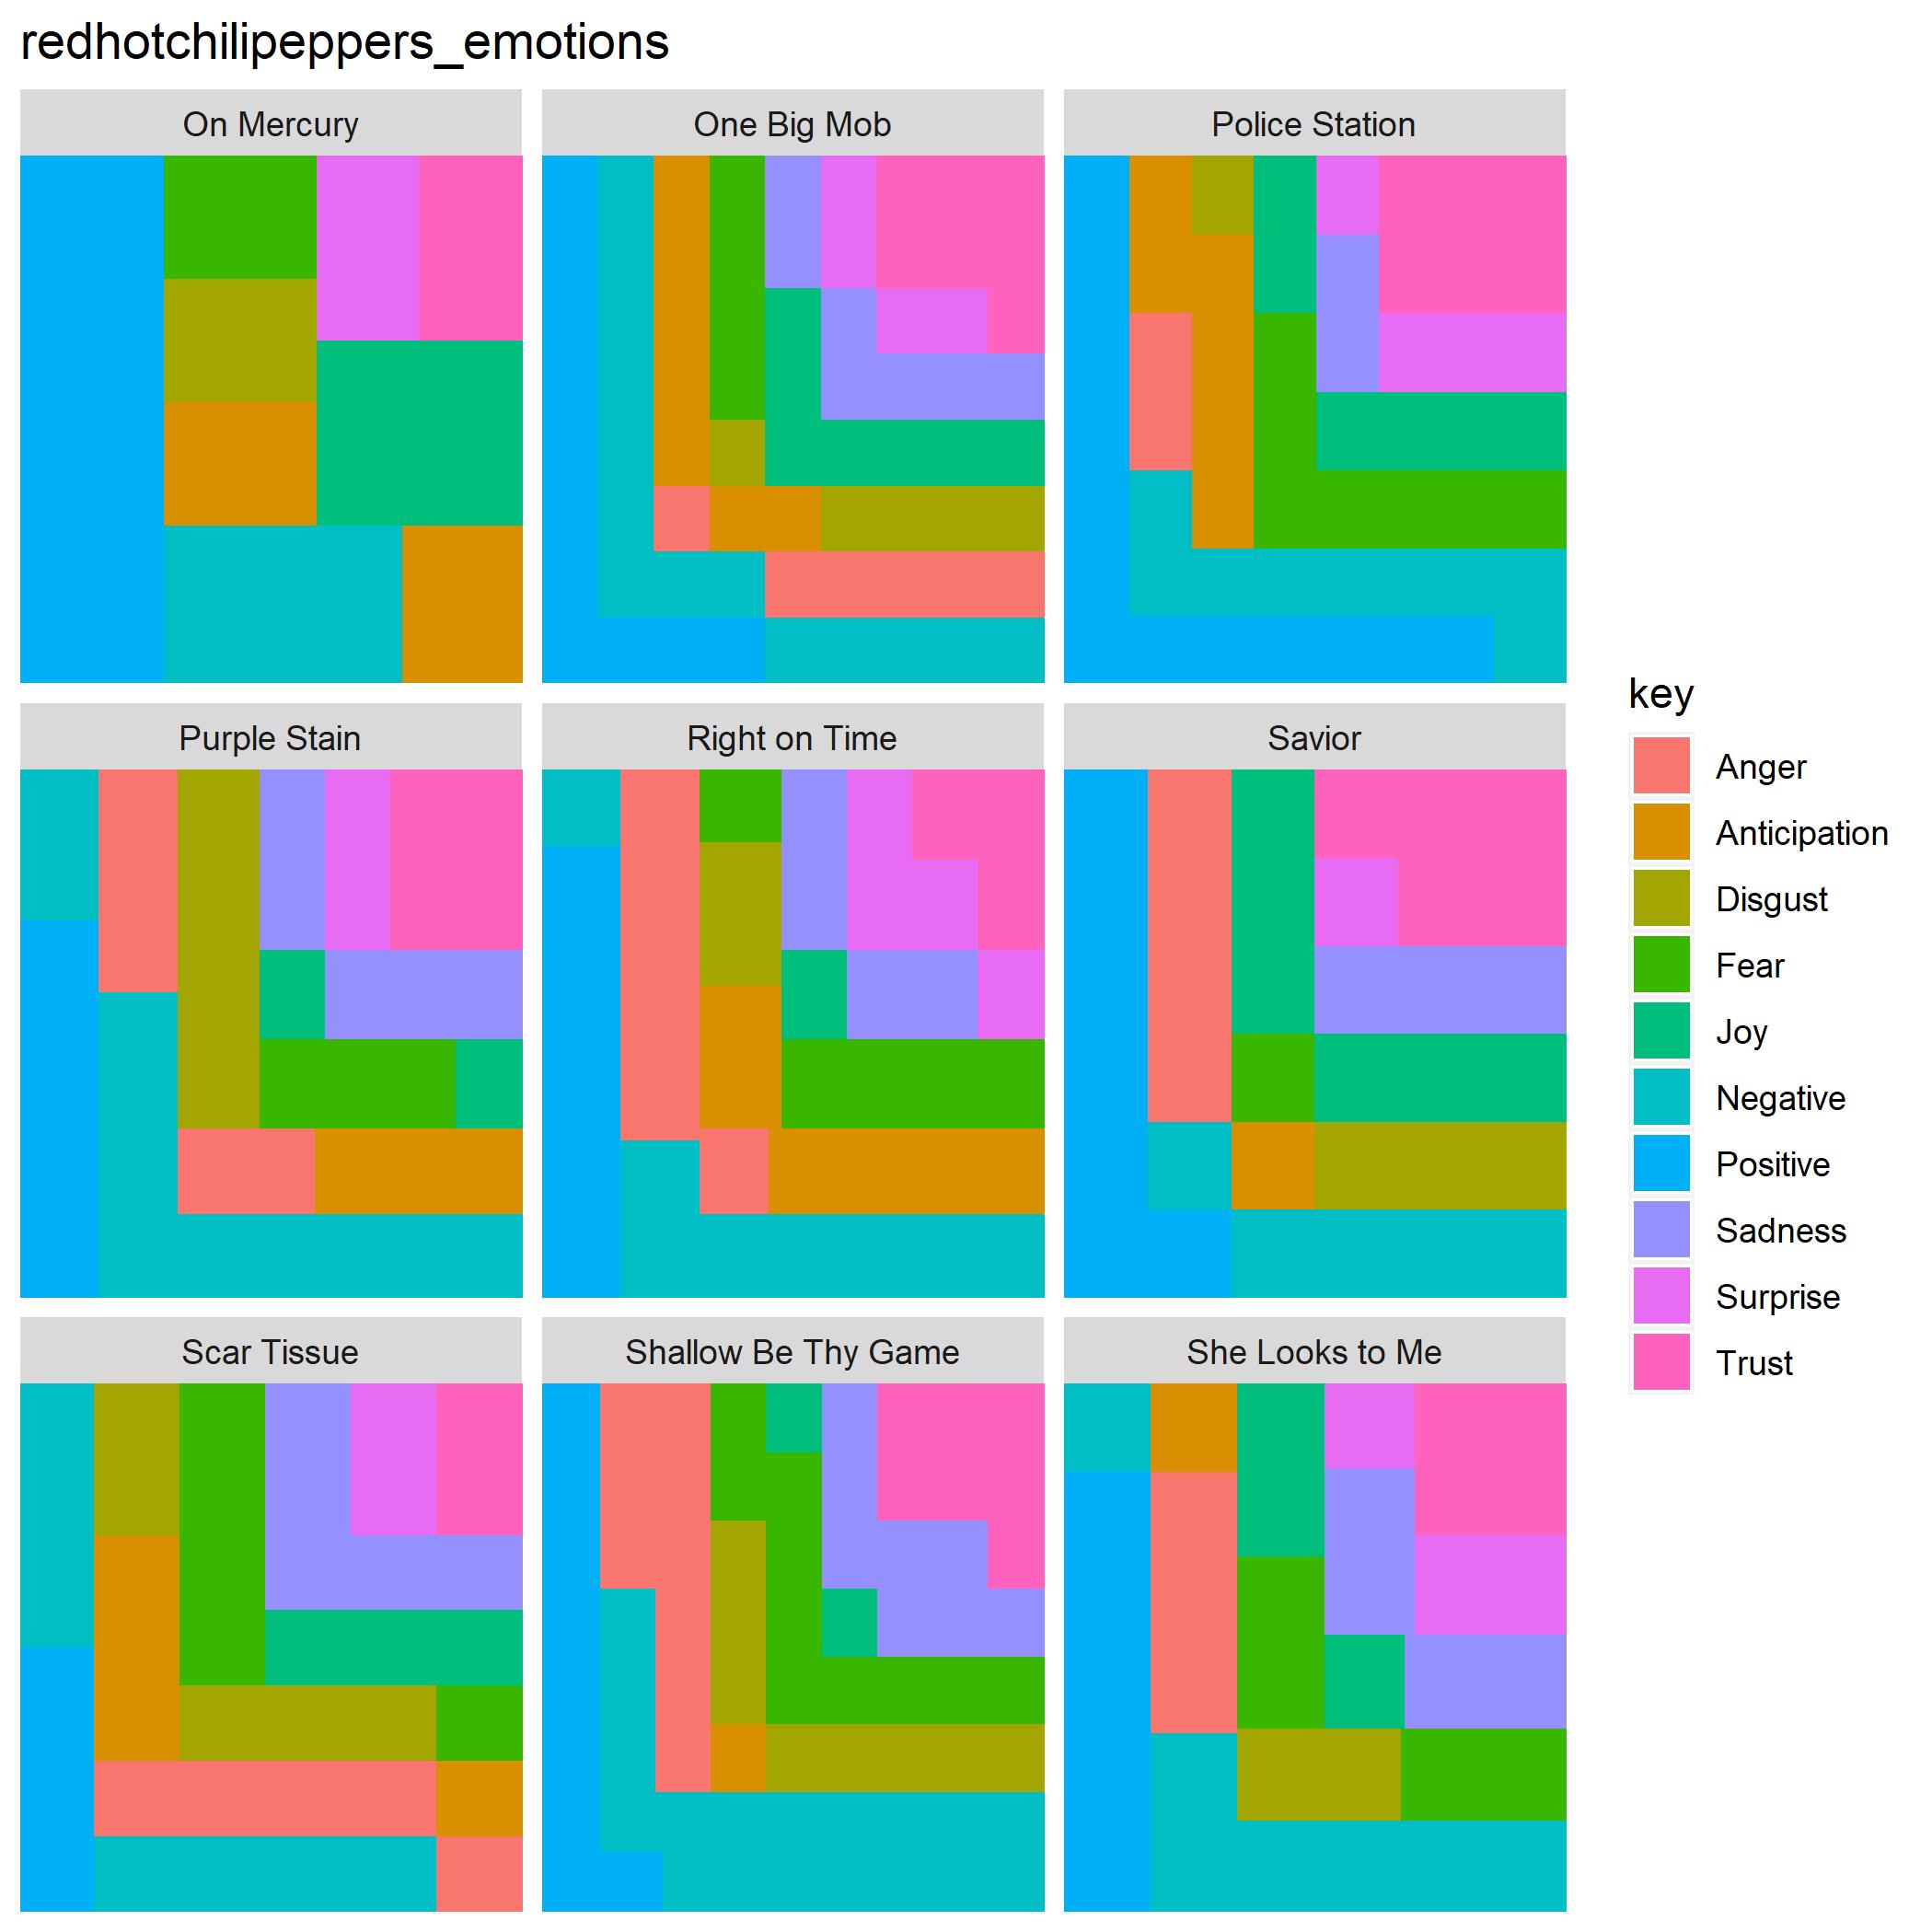 redhotchilipeppers_emotions
On Mercury
One Big Mob
Police Station
Purple Stain
Right on Time
Savior
Scar Tissue
Shallow Be Thy Game
She Looks to Me
key
Anger
Anticipation
Disgust
Fear
Joy
Negative
Positive
Sadness
Surprise
Trust